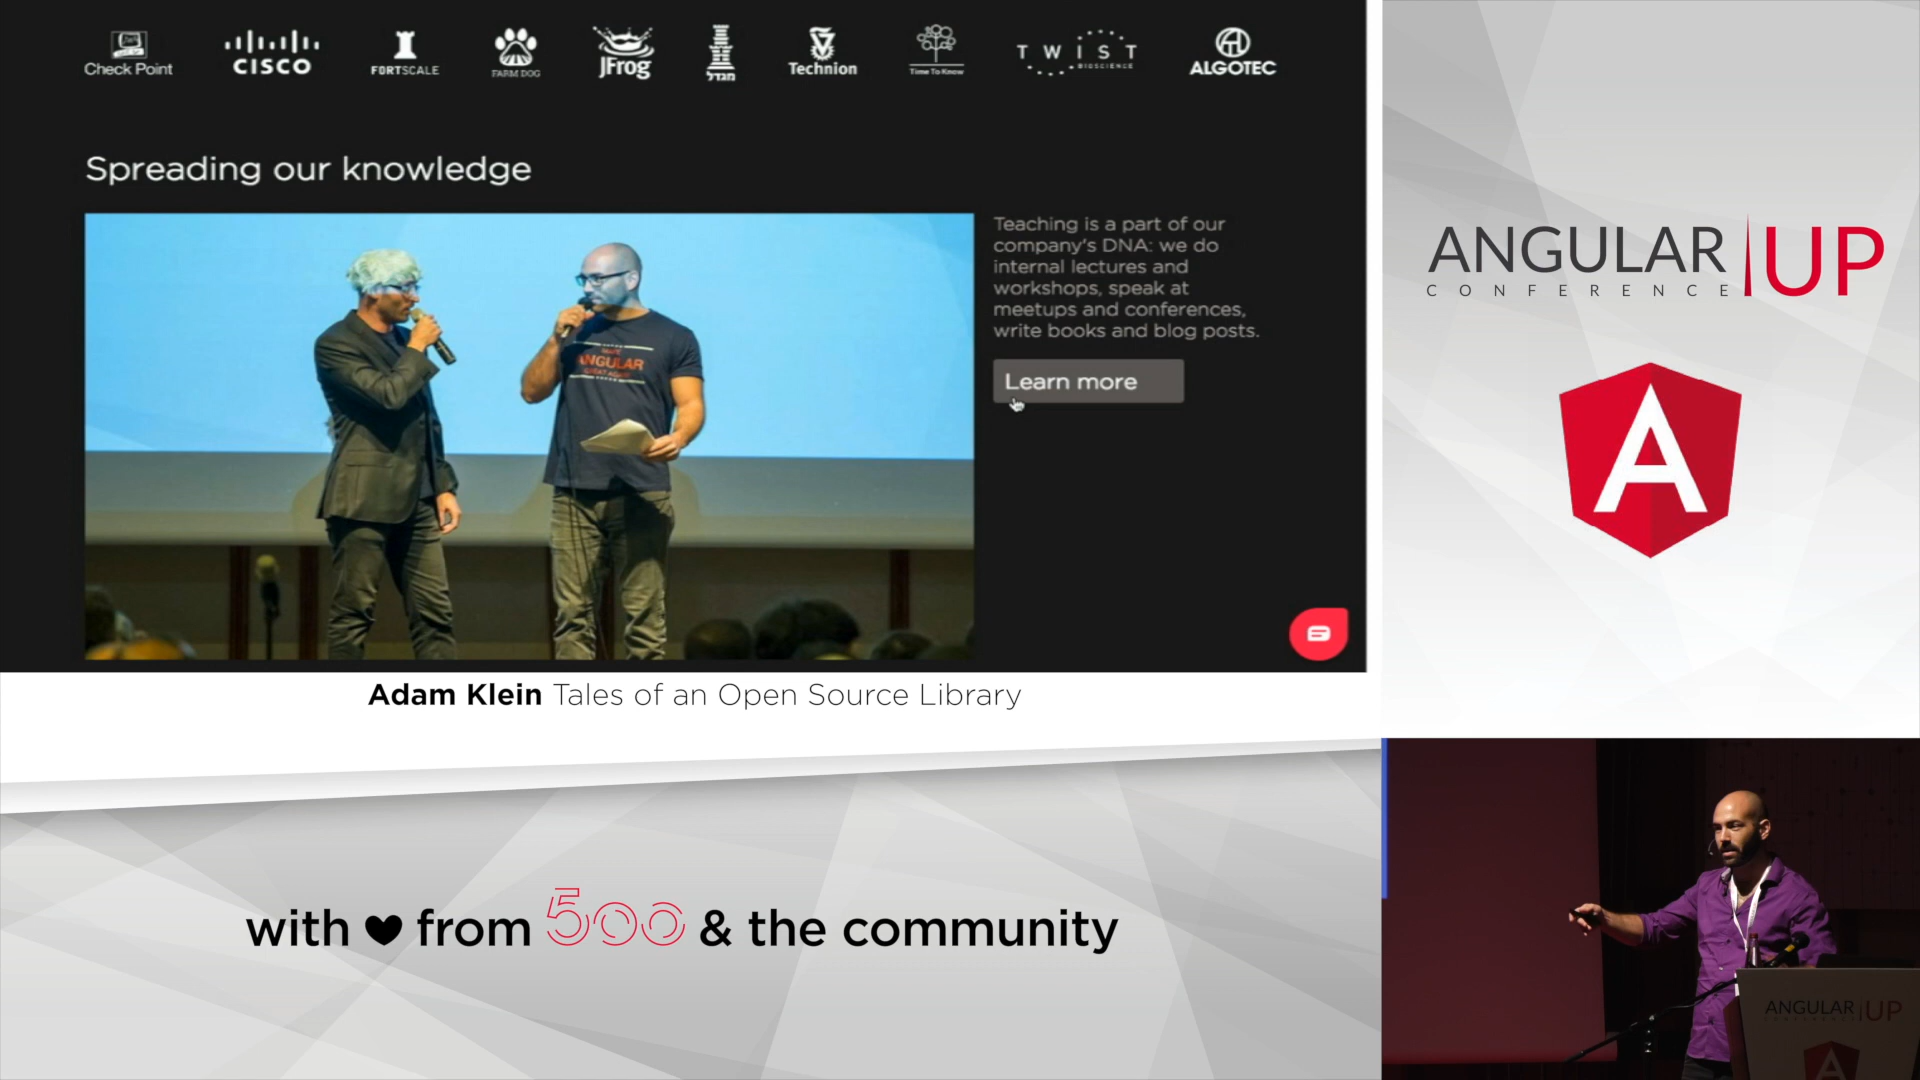 Check Point
CISCO
FORTSCALE
FARM DOG
JFrog
מגדל
Technion
Time To Know
TWIST
BIOSCIENCE
ALGOTEC
Spreading our knowledge
ANGULAR
Teaching is a part of our
company's DNA: we do
internal lectures and
workshops, speak at
meetups and conferences,
write books and blog posts.
Learn more
Adam Klein Tales of an Open Source Library
with ♥ from 500 & the community
ANGULAR UP
CONFERENCE
A
ANGULAR UP
A